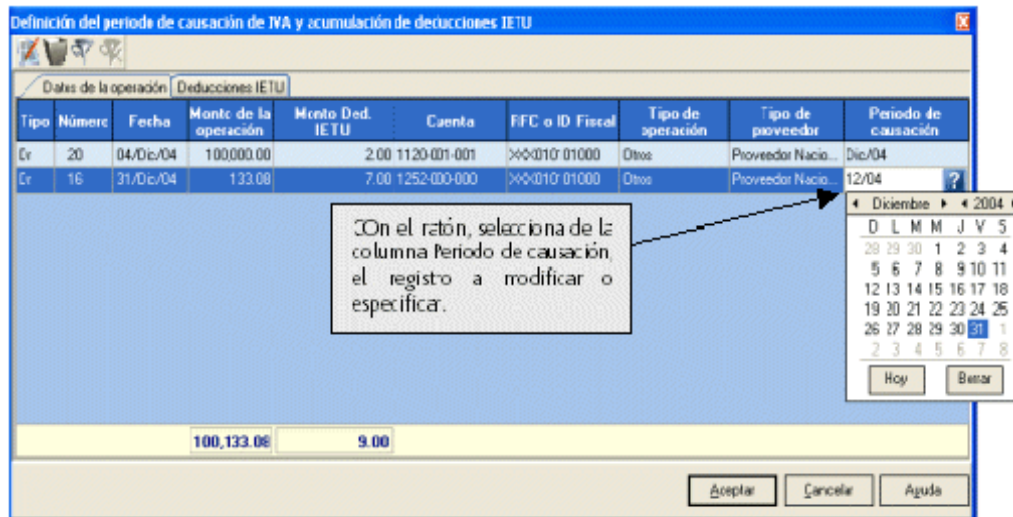 Definición del periodo de causación de IVA y acumulación de deducciones IETU
Datos de la operación Deducciones IETU
Tipo Número Fecha Monto de la operación Monto Ded. IETU Cuenta RFC o ID Fiscal Tipo de operación Tipo de proveedor Periodo de causación
Er 20 04/Dic/04 100,000.00 2.00 1120-001-001 XXX010101000 Otros Proveedor Nacio... Dic/04
Er 16 31/Dic/04 133.08 7.00 1252-000-000 XXX010101000 Otros Proveedor Nacio... 12/04 ?
COn el ratón, selecciona de la
columna Periodo de causación,
el registro a modificar o
especificar.
Diciembre 2004
D L M M J V S
28 29 30 1 2 3 4
5 6 7 8 9 10 11
12 13 14 15 16 17 18
19 20 21 22 23 24 25
26 27 28 29 30 31 1
2 3 4 5 6 7 8
Hoy Borrar
100,133.08 9.00
Aceptar Cancelar Ayuda